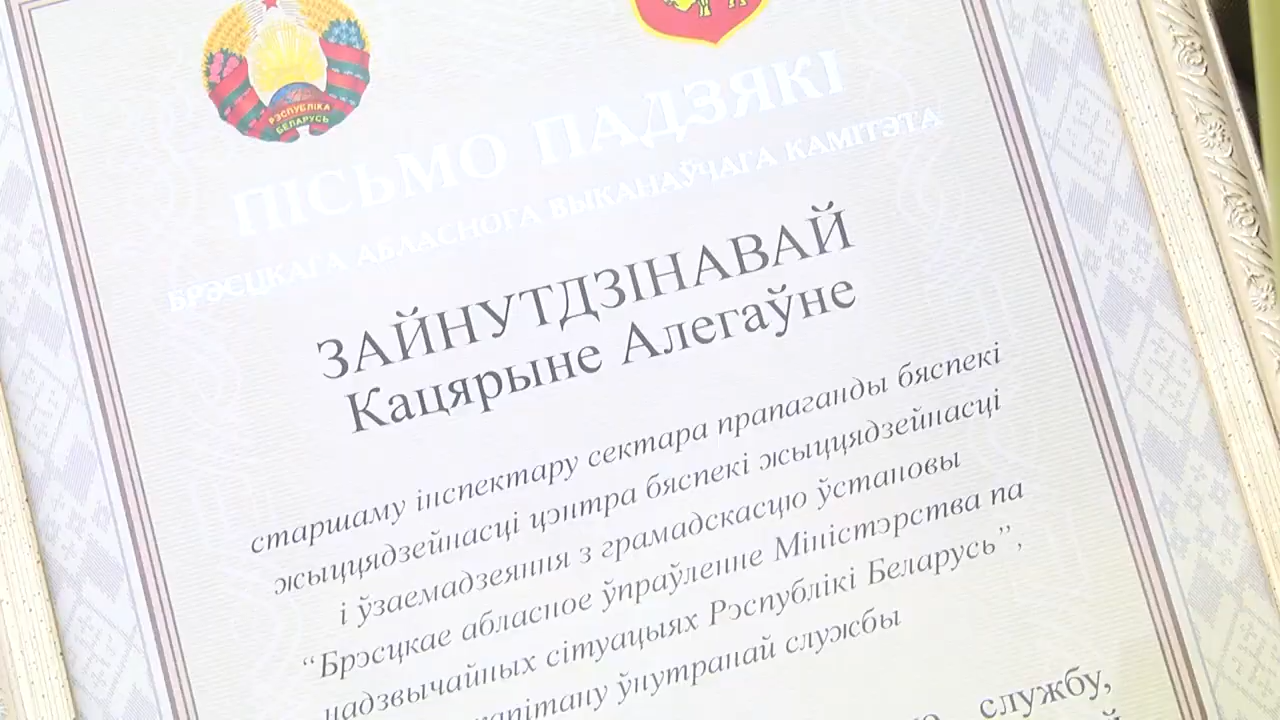 РЭСПУБЛІКА
БЕЛАРУСЬ
ПІСЬМО ПАДЗЯКІ
БРЭСЦКАГА АБЛАСНОГА ВЫКАНАЎЧАГА КАМІТЭТА
ЗАЙНУТДЗІНАВАЙ
Кацярыне Алегаўне
старшаму інспектару сектара прапаганды бяспекі
жыццядзейнасці цэнтра бяспекі жыццядзейнасці
і ўзаемадзеяння з грамадскасцю ўстановы
“Брэсцкае абласное ўпраўленне Міністэрства па
надзвычайных сітуацыях Рэспублікі Беларусь”,
капітану ўнутранай службы
службу,